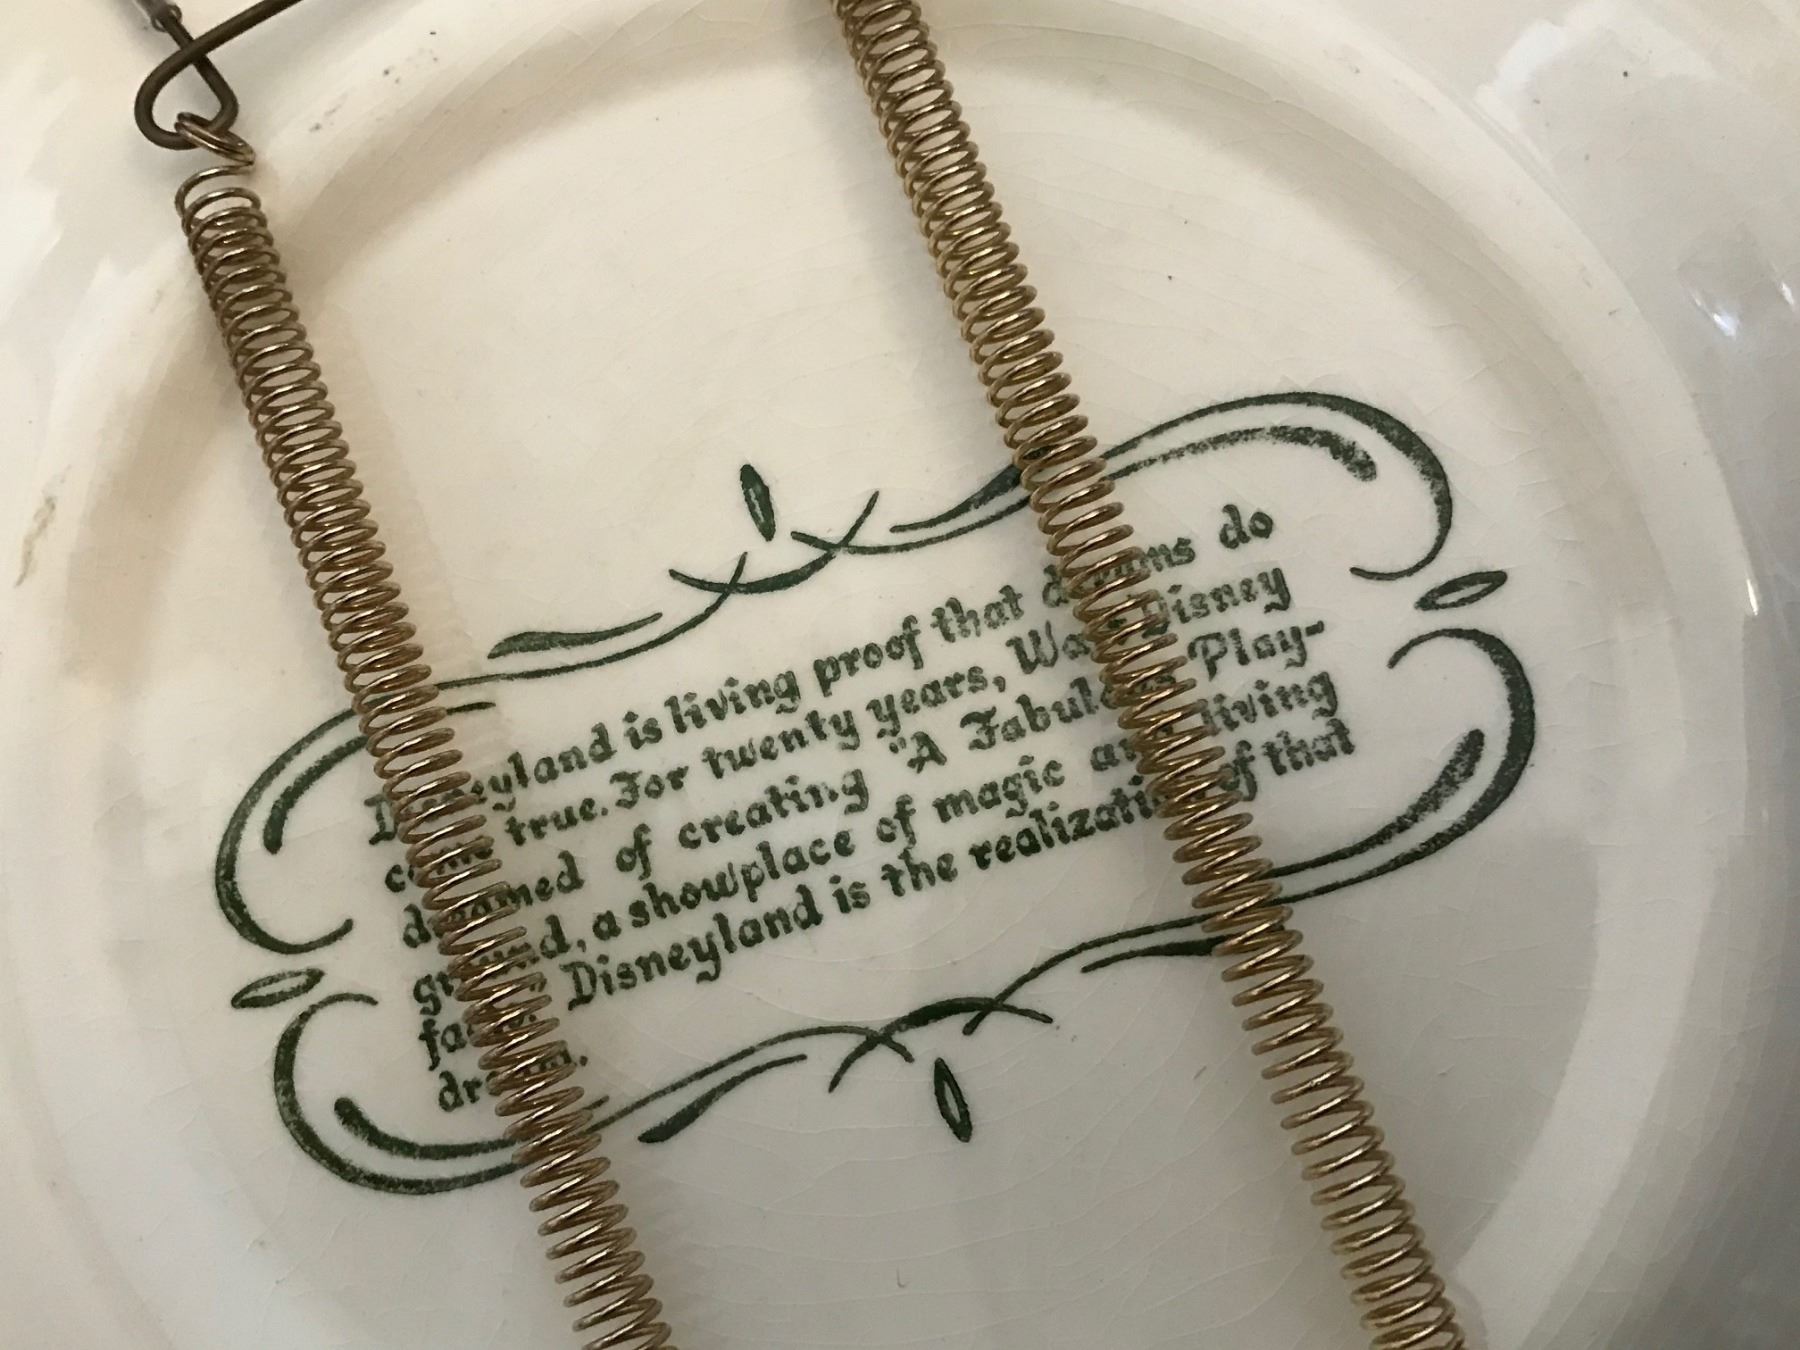 Disneyland is living proof that dreams do
come true. For twenty years, Walt Disney
dreamed of creating "A Fabulous Play-
ground, a showplace of magic and living
facts." Disneyland is the realization of that
dream.